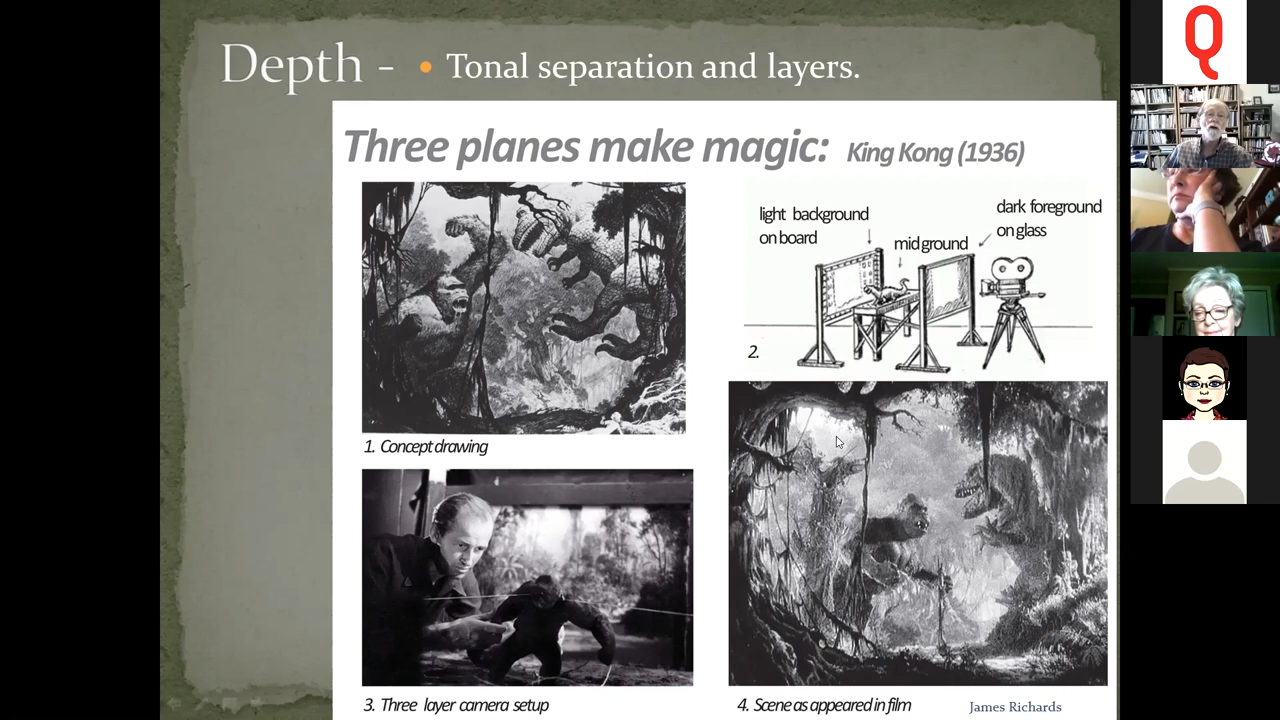 Depth - • Tonal separation and layers.
Three planes make magic: King Kong (1936)
light background
on board
mid ground
dark foreground
on glass
2.
1. Concept drawing
3. Three layer camera setup
4. Scene as appeared in film
James Richards
Q